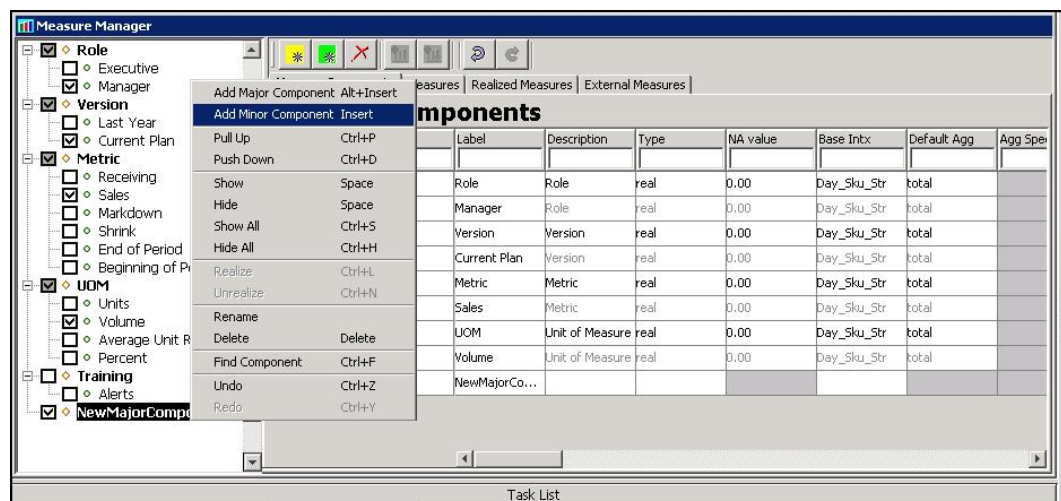 Measure Manager
Role
Executive
Manager
Version
Last Year
Current Plan
Metric
Receiving
Sales
Markdown
Shrink
End of Period
Beginning of
UOM
Units
Volume
Average Unit
Percent
Training
Alerts
NewMajorCompo
Add Major Component Alt+Insert
Add Minor Component Insert
Pull Up Ctrl+P
Push Down Ctrl+D
Show Space
Hide Space
Show All Ctrl+S
Hide All Ctrl+H
Realize Ctrl+L
Unrealize Ctrl+N
Rename
Delete Delete
Find Component Ctrl+F
Undo Ctrl+Z
Redo Ctrl+Y
easures Realized Measures External Measures
mponents
Label Description Type NA value Base Intx Default Agg Agg Spe
Role Role real 0.00 Day_Sku_Str total
Manager Role real 0.00 Day_Sku_Str total
Version Version real 0.00 Day_Sku_Str total
Current Plan Version real 0.00 Day_Sku_Str total
Metric Metric real 0.00 Day_Sku_Str total
Sales Metric real 0.00 Day_Sku_Str total
UOM Unit of Measure real 0.00 Day_Sku_Str total
Volume Unit of Measure real 0.00 Day_Sku_Str total
NewMajorCo...
Task List